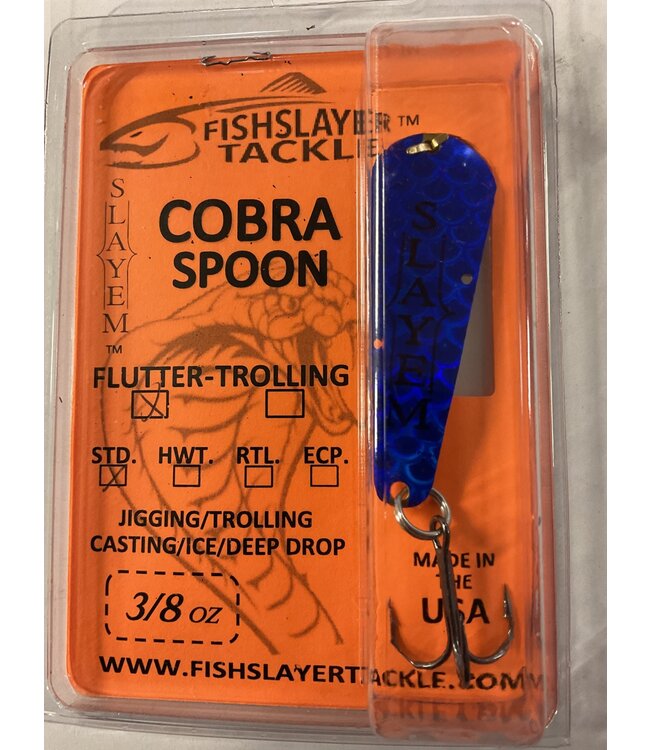 FISHSLAYER™
TACKLE
SLAYEM™
COBRA
SPOON
FLUTTER-TROLLING
STD. HWT. RTL. ECP.
JIGGING/TROLLING
CASTING/ICE/DEEP DROP
3/8 OZ
SLAYEM
MADE IN
THE
USA
WWW.FISHSLAYERTACKLE.COM